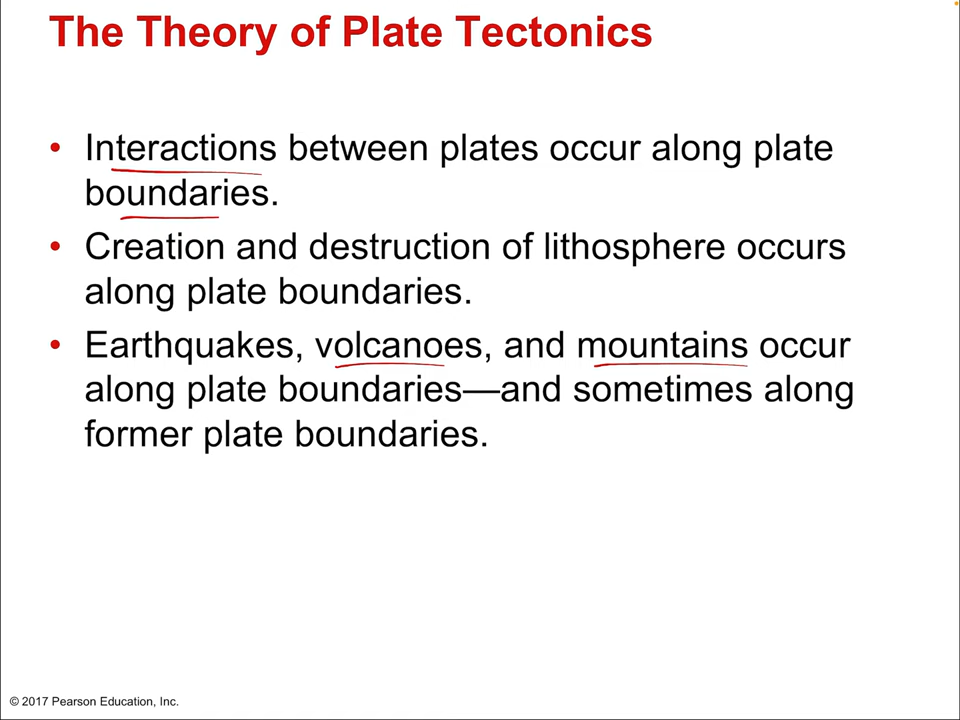 The Theory of Plate Tectonics
• Interactions between plates occur along plate
boundaries.
• Creation and destruction of lithosphere occurs
along plate boundaries.
• Earthquakes, volcanoes, and mountains occur
along plate boundaries—and sometimes along
former plate boundaries.
© 2017 Pearson Education, Inc.